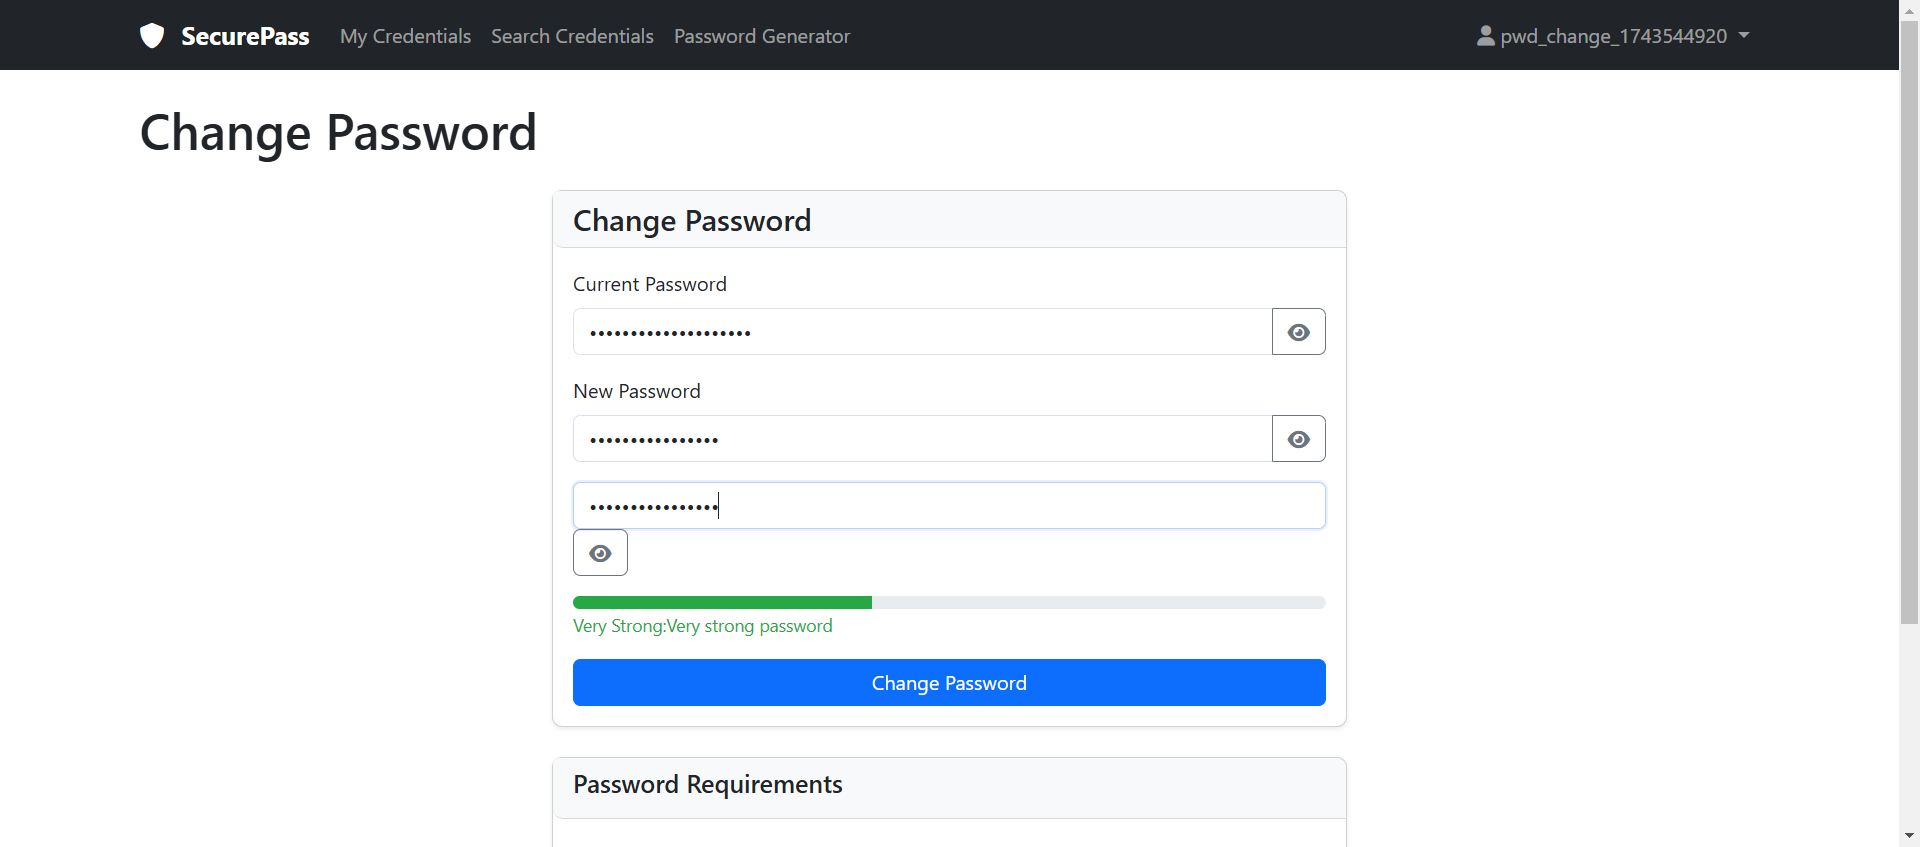 SecurePass My Credentials Search Credentials Password Generator pwd_change_1743544920
Change Password
Change Password
Current Password
••••••••••••••••••••
New Password
••••••••••••••••
••••••••••••••••
Very Strong:Very strong password
Change Password
Password Requirements